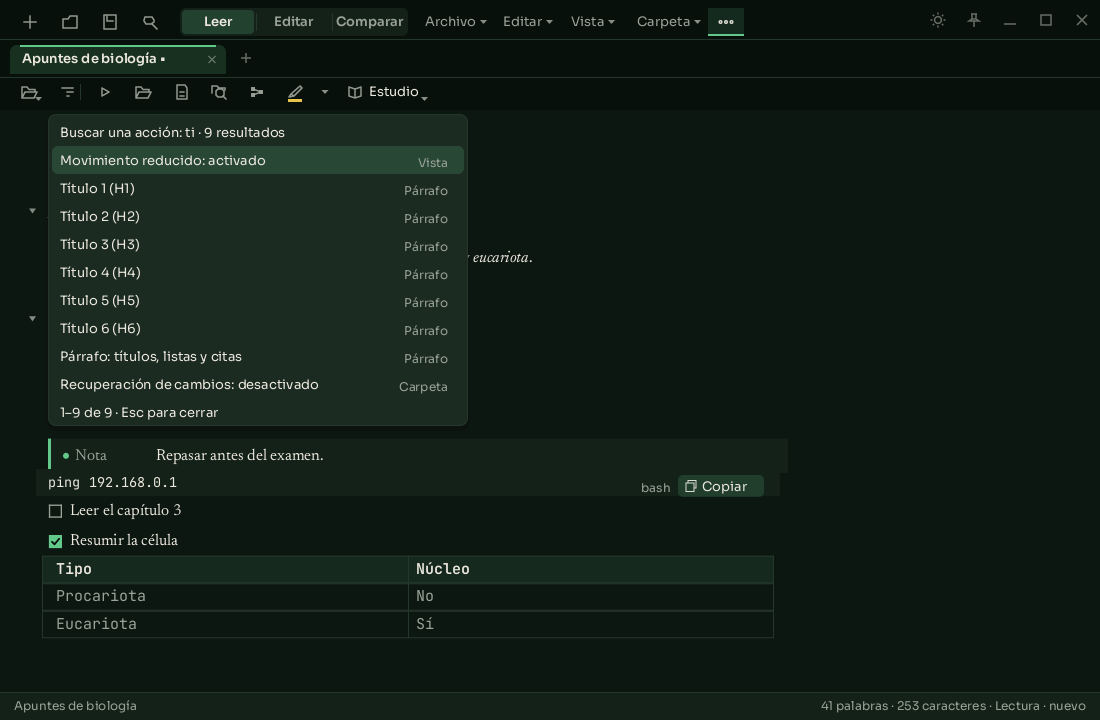 Leer Editar Comparar Archivo Editar Vista Carpeta
Apuntes de biología •
Estudio
Buscar una acción: ti · 9 resultados
Movimiento reducido: activado Vista
Título 1 (H1) Párrafo
Título 2 (H2) Párrafo
Título 3 (H3) Párrafo
eucariota.
Título 4 (H4) Párrafo
Título 5 (H5) Párrafo
Título 6 (H6) Párrafo
Párrafo: títulos, listas y citas Párrafo
Recuperación de cambios: desactivado Carpeta
1–9 de 9 · Esc para cerrar
• Nota Repasar antes del examen.
ping 192.168.0.1 bash Copiar
Leer el capítulo 3
Resumir la célula
Tipo Núcleo
Procariota No
Eucariota Sí
Apuntes de biología 41 palabras · 253 caracteres · Lectura · nuevo